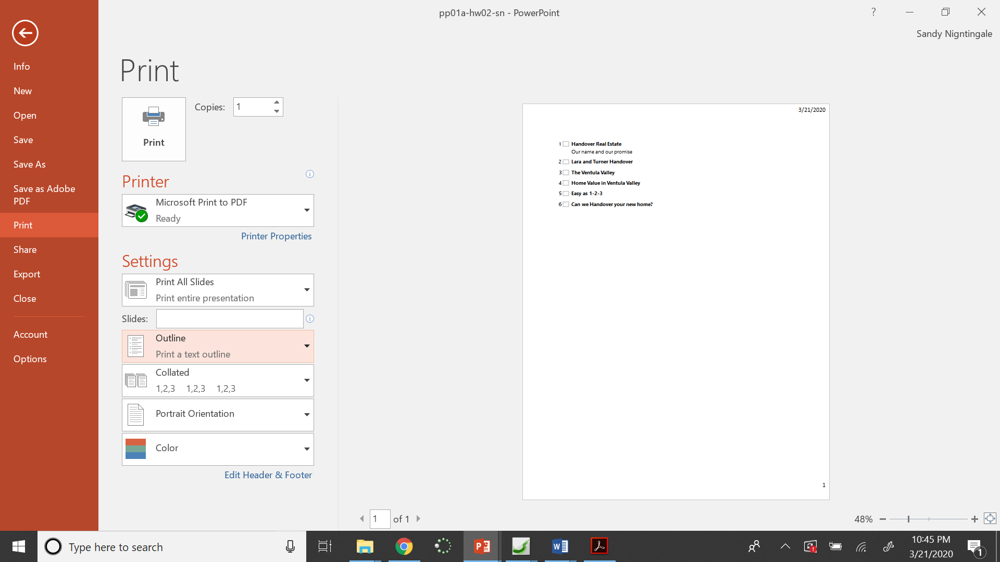 pp01a-hw02-sn - PowerPoint
?
Sandy Nigntingale
Info
New
Open
Save
Save As
Save as Adobe
PDF
Print
Share
Export
Close
Account
Options
Print
Print
Copies: 1
Printer
Microsoft Print to PDF
Ready
Printer Properties
Settings
Print All Slides
Print entire presentation
Slides:
Outline
Print a text outline
Collated
1,2,3 1,2,3 1,2,3
Portrait Orientation
Color
Edit Header & Footer
3/21/2020
1 Handover Real Estate
Our name and our promise
2 Lara and Turner Handover
3 The Ventula Valley
4 Home Value in Ventula Valley
5 Easy as 1-2-3
6 Can we Handover your new home?
1
1 of 1
48%
Type here to search
10:45 PM
3/21/2020
1